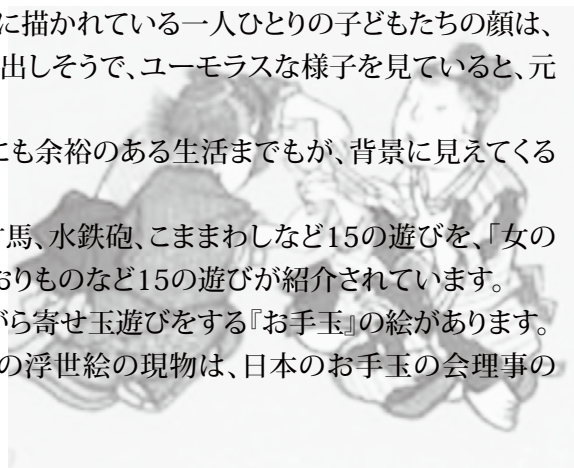 に描かれている一人ひとりの子どもたちの顔は、
出しそうで、ユーモラスな様子を見ていると、元
にも余裕のある生活までもが、背景に見えてくる
馬、水鉄砲、こままわしなど15の遊びを、「女の
おりものなど15の遊びが紹介されています。
がら寄せ玉遊びをする『お手玉』の絵があります。
の浮世絵の現物は、日本のお手玉の会理事の